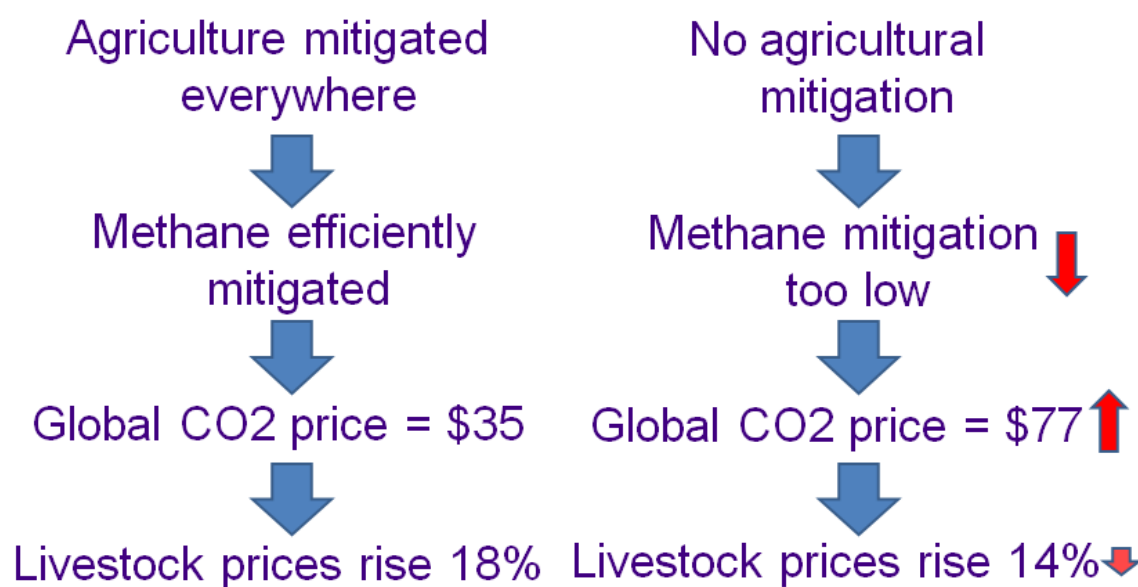 Agriculture mitigated
everywhere
Methane efficiently
mitigated
Global CO2 price = $35
Livestock prices rise 18%
No agricultural
mitigation
Methane mitigation
too low
Global CO2 price = $77
Livestock prices rise 14%